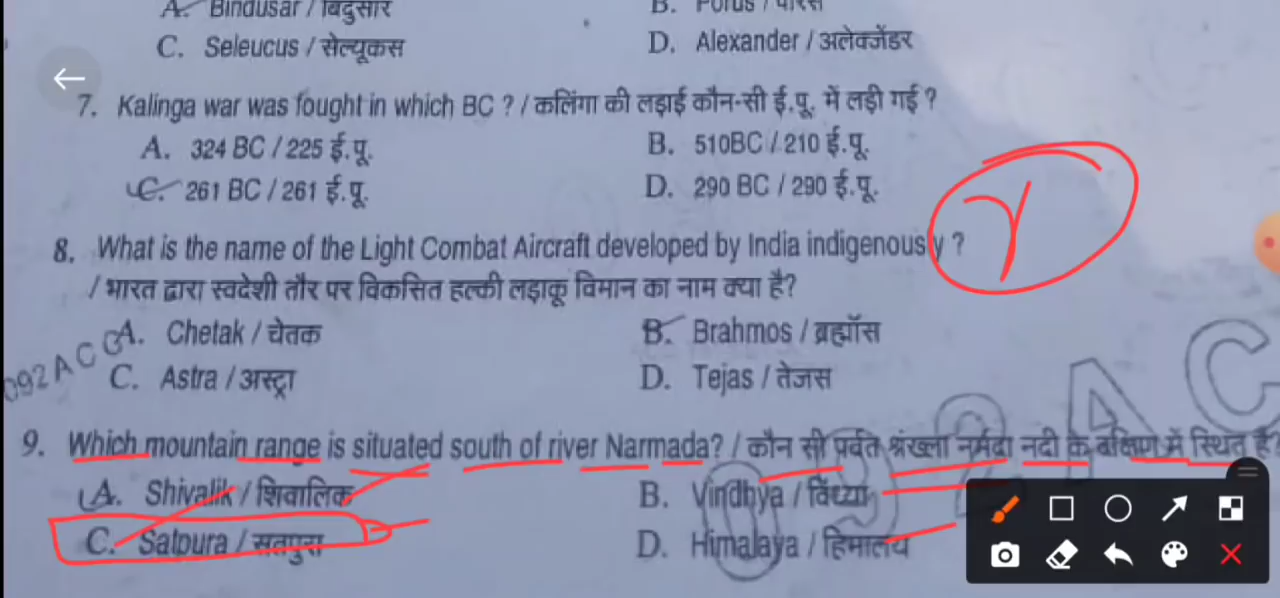 A. Bindusar / बिंदुसार
B. Porus / पोरस
C. Seleucus / सेल्यूकस
D. Alexander / अलेक्जेंडर
7. Kalinga war was fought in which BC ? / कलिंगा की लड़ाई कौन-सी ई.पू. में लड़ी गई ?
A. 324 BC / 225 ई.पू.
B. 510BC / 210 ई.पू.
C. 261 BC / 261 ई.पू.
D. 290 BC / 290 ई.पू.
8. What is the name of the Light Combat Aircraft developed by India indigenously ?
/ भारत द्वारा स्वदेशी तौर पर विकसित हल्की लड़ाकू विमान का नाम क्या है?
A. Chetak / चेतक
B. Brahmos / ब्रह्मॉस
C. Astra / अस्ट्रा
D. Tejas / तेजस
9. Which mountain range is situated south of river Narmada? / कौन सी पर्वत श्रंख्ला नर्मदा नदी के दक्षिण में स्थित है?
A. Shivalik / शिवालिक
B. Vindhya / विंध्या
C. Satpura / सतपुरा
D. Himalaya / हिमालय
092AC
092AC